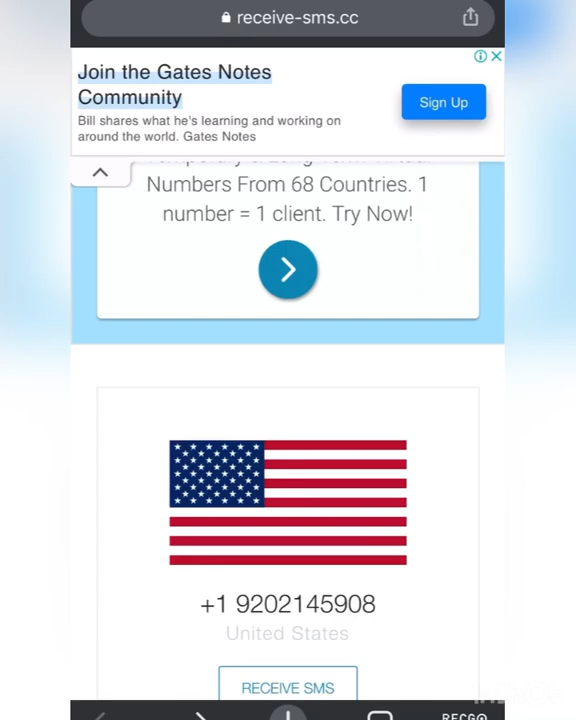 receive-sms.cc
Join the Gates Notes
Community
Bill shares what he's learning and working on
around the world. Gates Notes
Sign Up
Numbers From 68 Countries. 1
number = 1 client. Try Now!
+1 9202145908
United States
RECEIVE SMS